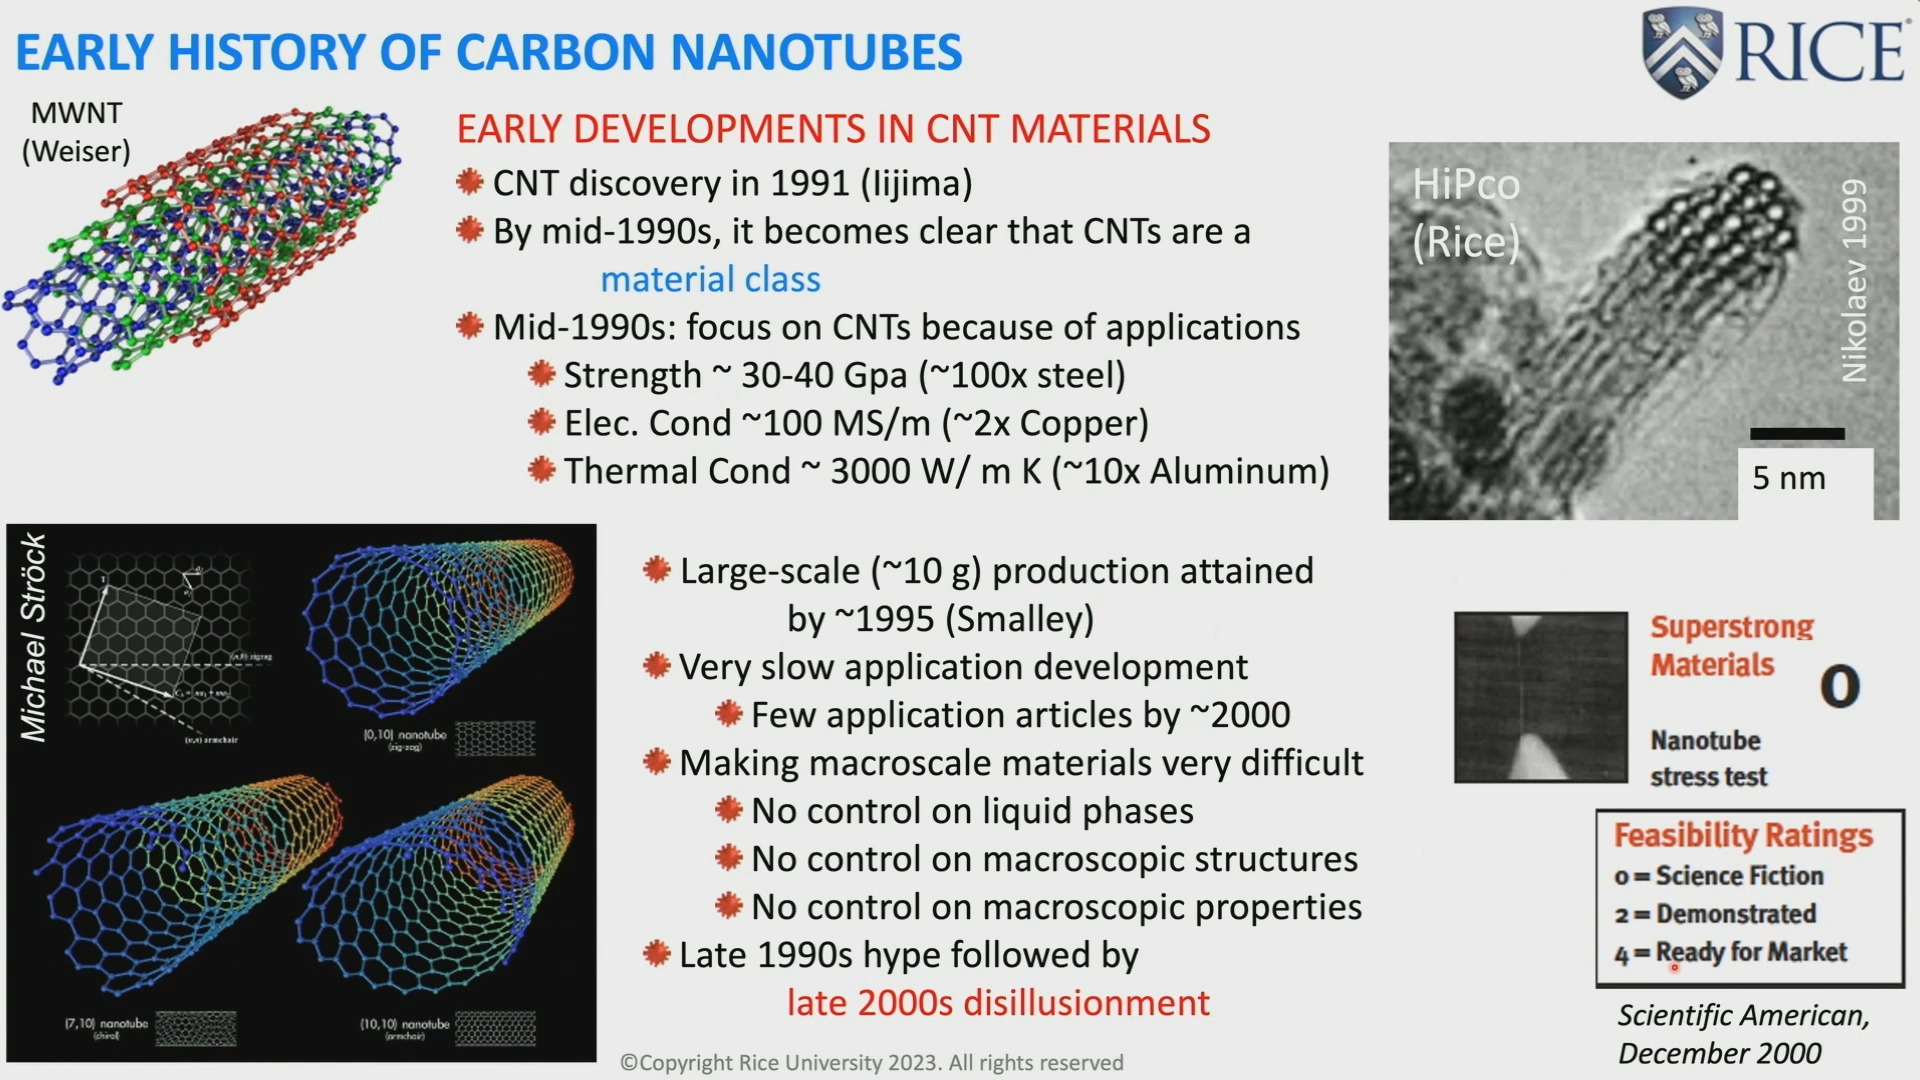 EARLY HISTORY OF CARBON NANOTUBES
RICE
MWNT
(Weiser)
EARLY DEVELOPMENTS IN CNT MATERIALS
CNT discovery in 1991 (Iijima)
By mid-1990s, it becomes clear that CNTs are a
material class
Mid-1990s: focus on CNTs because of applications
Strength ~ 30-40 Gpa (~100x steel)
Elec. Cond ~100 MS/m (~2x Copper)
Thermal Cond ~ 3000 W/ m K (~10x Aluminum)
HiPco
(Rice)
Nikolaev 1999
5 nm
Michael Ströck
(n,0) zigzag
(n,n) armchair
(0,10) nanotube
(zig-zag)
(7,10) nanotube
(chiral)
(10,10) nanotube
(armchair)
Large-scale (~10 g) production attained
by ~1995 (Smalley)
Very slow application development
Few application articles by ~2000
Making macroscale materials very difficult
No control on liquid phases
No control on macroscopic structures
No control on macroscopic properties
Late 1990s hype followed by
late 2000s disillusionment
Superstrong
Materials
0
Nanotube
stress test
Feasibility Ratings
0 = Science Fiction
2 = Demonstrated
4 = Ready for Market
Scientific American,
December 2000
©Copyright Rice University 2023. All rights reserved